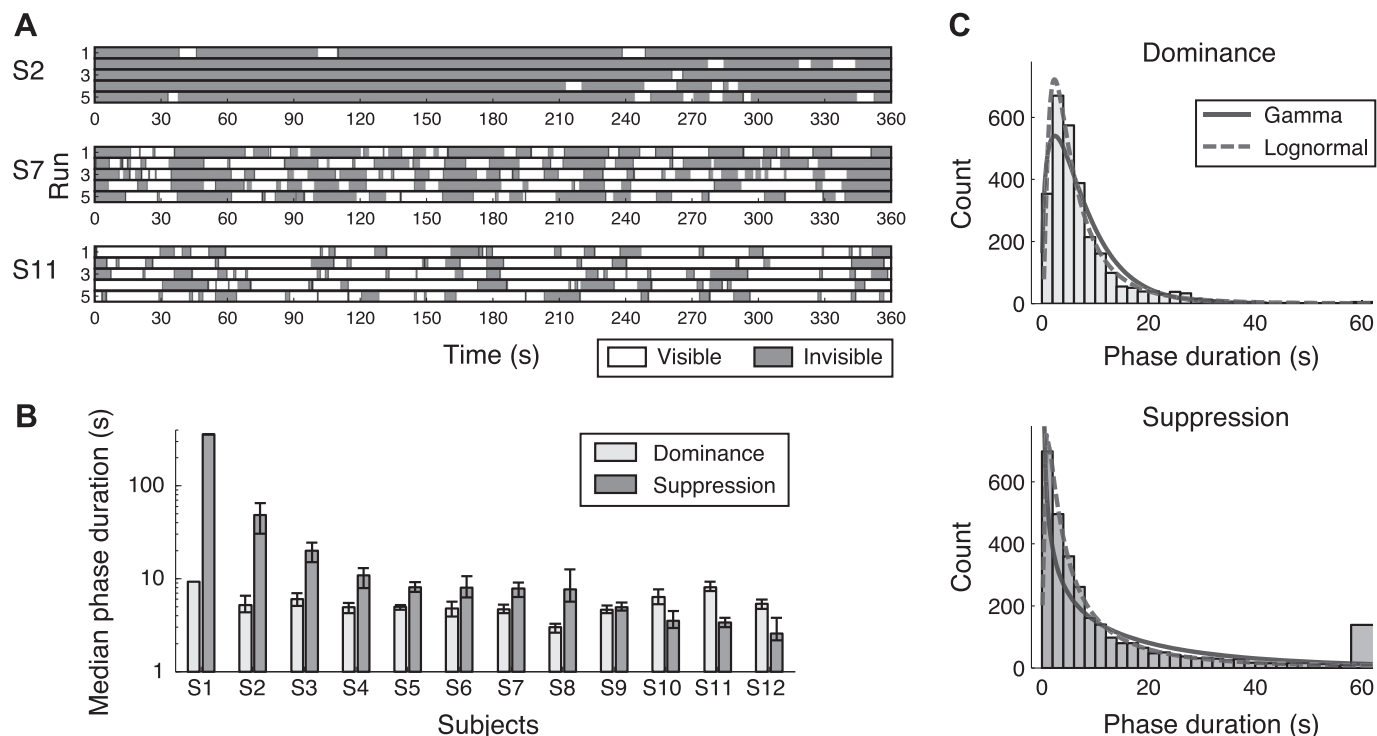 A
S2
1
3
5
0 30 60 90 120 150 180 210 240 270 300 330 360
S7
Run
1
3
5
0 30 60 90 120 150 180 210 240 270 300 330 360
S11
1
3
5
0 30 60 90 120 150 180 210 240 270 300 330 360
Time (s)
Visible Invisible
B
Median phase duration (s)
100
10
1
Dominance
Suppression
S1 S2 S3 S4 S5 S6 S7 S8 S9 S10 S11 S12
Subjects
C
Dominance
Gamma
Lognormal
Count
600
400
200
0
0 20 40 60
Phase duration (s)
Suppression
Count
600
400
200
0
0 20 40 60
Phase duration (s)